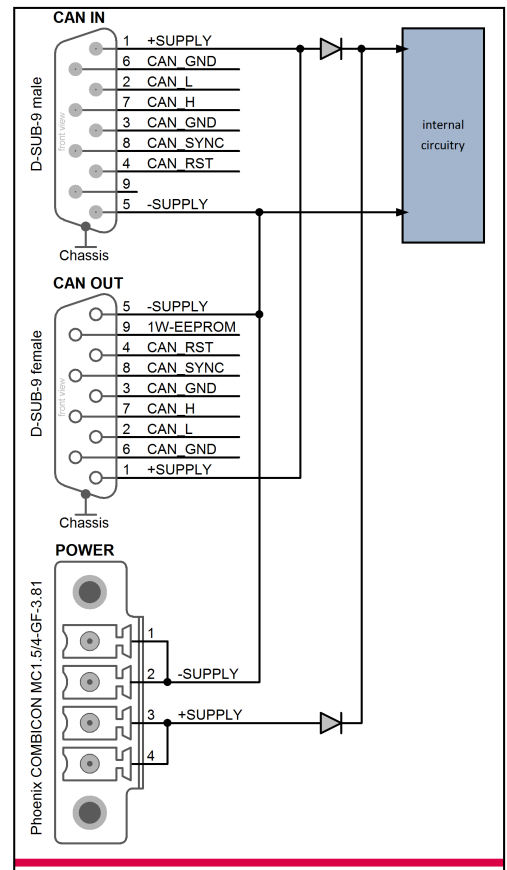 CAN IN
D-SUB-9 male
front view
1 +SUPPLY
6 CAN_GND
2 CAN_L
7 CAN_H
3 CAN_GND
8 CAN_SYNC
4 CAN_RST
9
5 -SUPPLY
Chassis
internal
circuitry
CAN OUT
D-SUB-9 female
front view
5 -SUPPLY
9 1W-EEPROM
4 CAN_RST
8 CAN_SYNC
3 CAN_GND
7 CAN_H
2 CAN_L
6 CAN_GND
1 +SUPPLY
Chassis
POWER
Phoenix COMBICON MC1.5/4-GF-3.81
1
2 -SUPPLY
3 +SUPPLY
4